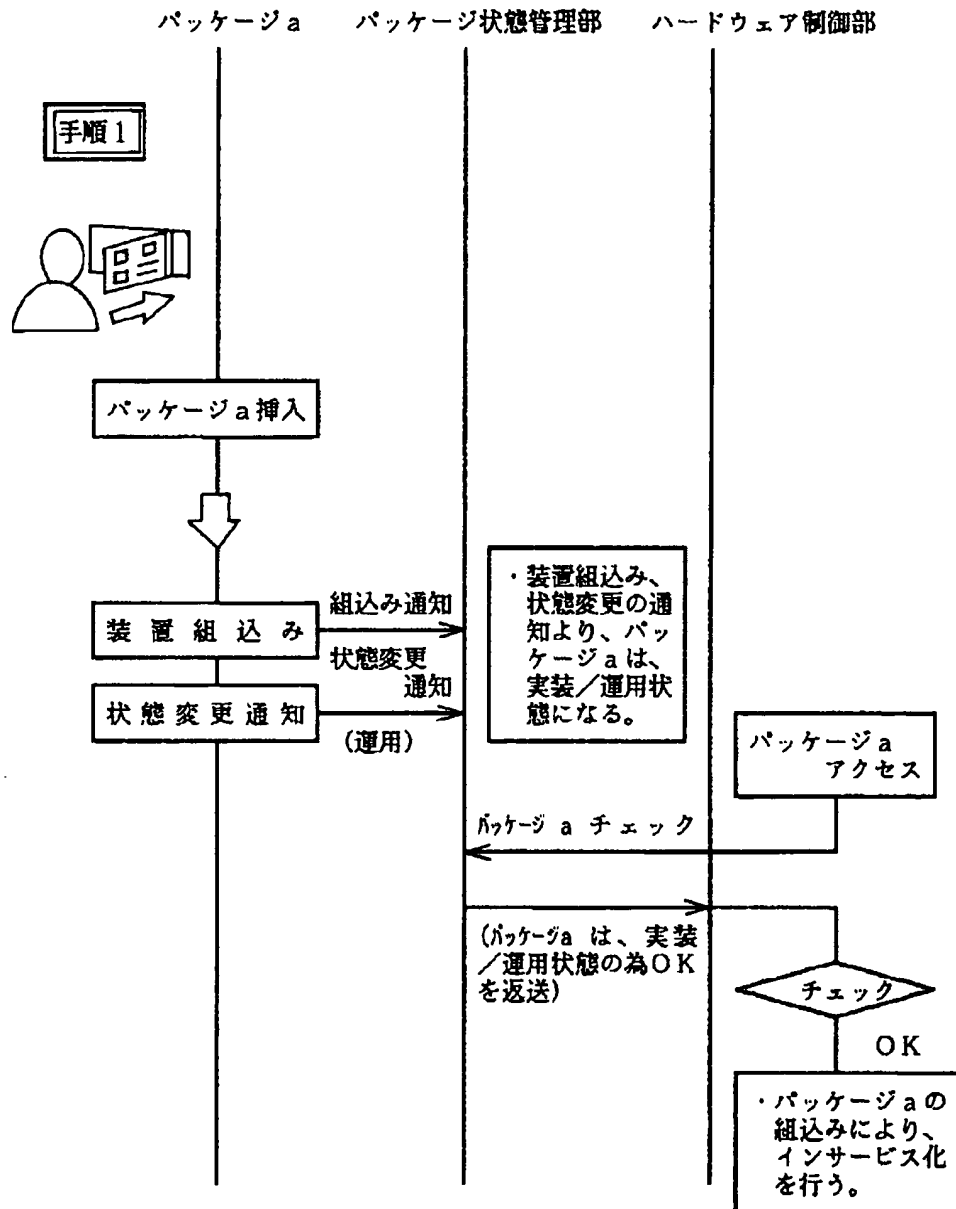 パッケージa パッケージ状態管理部 ハードウェア制御部
手順1
パッケージa挿入
装置組込み
組込み通知
状態変更
通知
状態変更通知
(運用)
・装置組込み、
状態変更の通
知より、パッ
ケージaは、
実装/運用状
態になる。
パッケージa
アクセス
パッケージ a チェック
(パッケージa は、実装
/運用状態の為OK
を返送)
チェック
OK
・パッケージaの
組込みにより、
インサービス化
を行う。